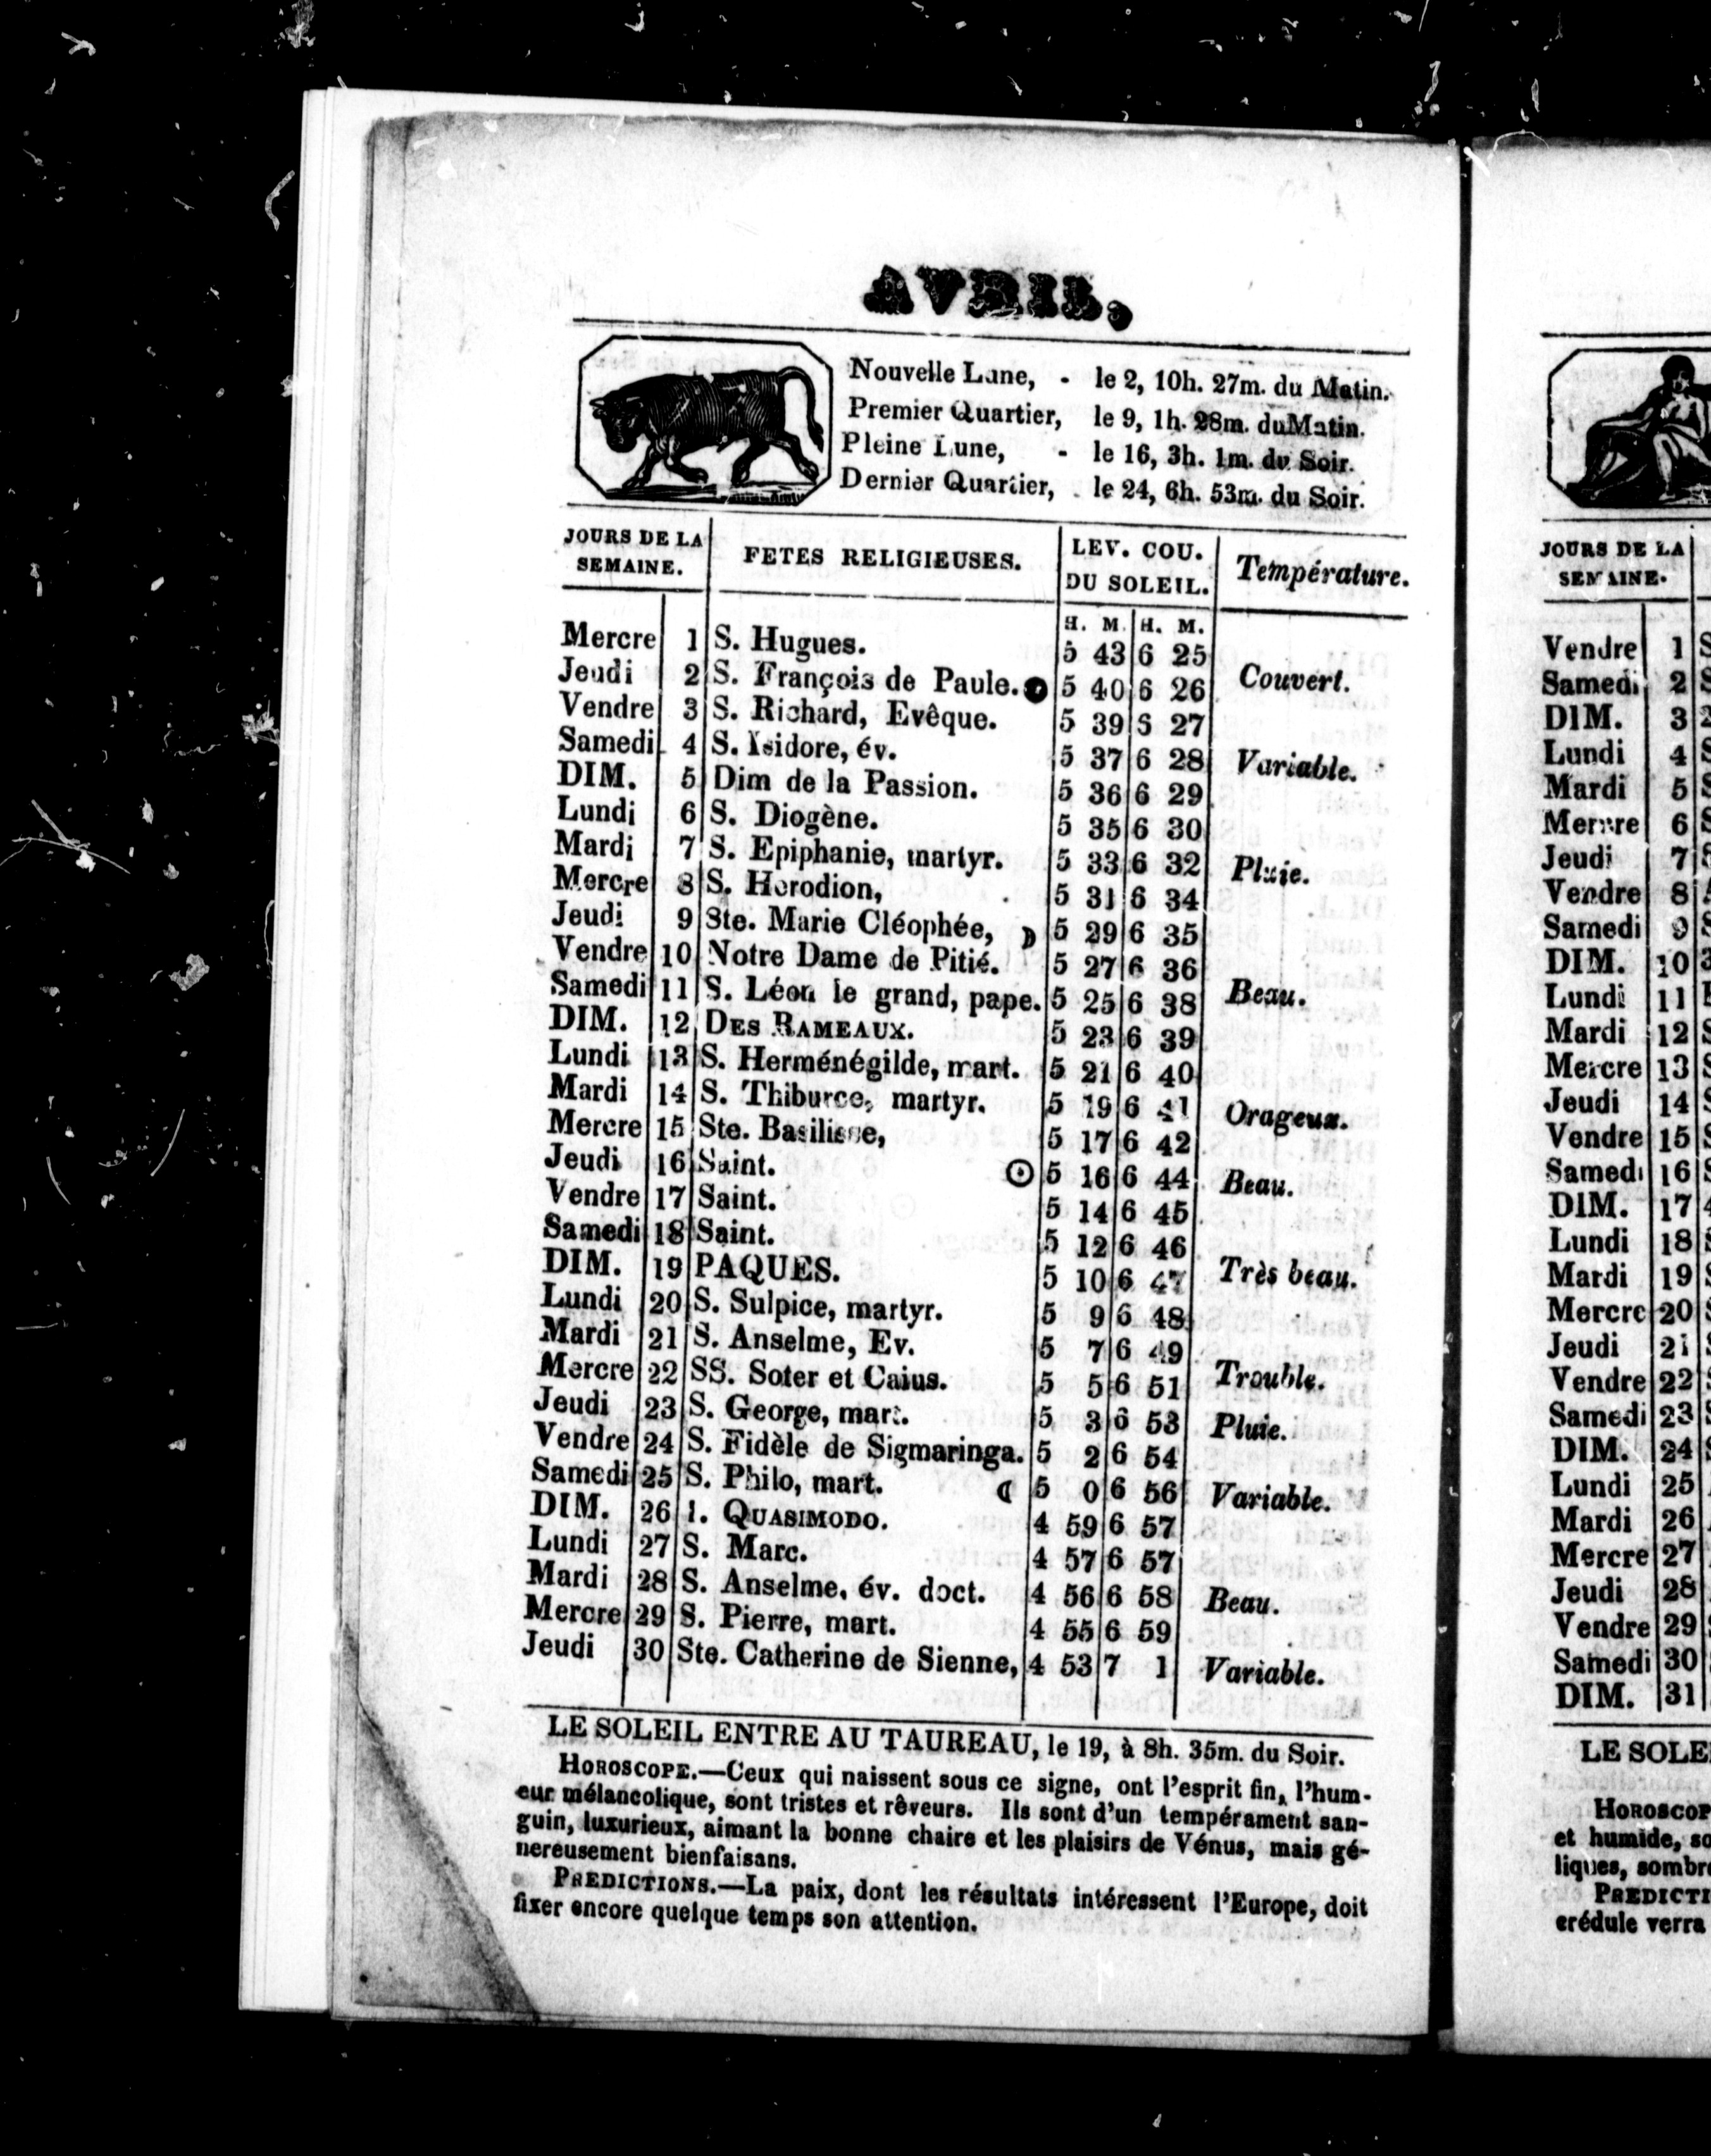 AVRIL,
Nouvelle Lune, - le 2, 10h. 27m. du Matin.
Premier Quartier, le 9, 1h. 28m. du Matin.
Pleine Lune, - le 16, 3h. 1m. du Soir.
Dernier Quartier, - le 24, 6h. 53m. du Soir.
JOURS DE LA SEMAINE. FETES RELIGIEUSES. LEV. COU. DU SOLEIL. Température.
H. M. H. M.
Mercre 1 S. Hugues. 5 43 6 25
Jeudi 2 S. François de Paule. 5 40 6 26 Couvert.
Vendre 3 S. Richard, Evêque. 5 39 6 27
Samedi 4 S. Isidore, év. 5 37 6 28 Variable.
DIM. 5 Dim de la Passion. 5 36 6 29
Lundi 6 S. Diogène. 5 35 6 30
Mardi 7 S. Epiphanie, martyr. 5 33 6 32 Pluie.
Mercre 8 S. Herodion, 5 31 6 34
Jeudi 9 Ste. Marie Cléophée, 5 29 6 35
Vendre 10 Notre Dame de Pitié. 5 27 6 36
Samedi 11 S. Léon le grand, pape. 5 25 6 38 Beau.
DIM. 12 DES RAMEAUX. 5 23 6 39
Lundi 13 S. Herménégilde, mart. 5 21 6 40
Mardi 14 S. Thiburce, martyr. 5 19 6 41 Orageux.
Mercre 15 Ste. Basilisse, 5 17 6 42
Jeudi 16 Saint. 5 16 6 44 Beau.
Vendre 17 Saint. 5 14 6 45
Samedi 18 Saint. 5 12 6 46
DIM. 19 PAQUES. 5 10 6 47 Très beau.
Lundi 20 S. Sulpice, martyr. 5 9 6 48
Mardi 21 S. Anselme, Ev. 5 7 6 49
Mercre 22 SS. Soter et Caius. 5 5 6 51 Trouble.
Jeudi 23 S. George, mart. 5 3 6 53 Pluie.
Vendre 24 S. Fidèle de Sigmaringa. 5 2 6 54
Samedi 25 S. Philo, mart. 5 0 6 56 Variable.
DIM. 26 1. QUASIMODO. 4 59 6 57
Lundi 27 S. Marc. 4 57 6 57
Mardi 28 S. Anselme, év. doct. 4 56 6 58 Beau.
Mercre 29 S. Pierre, mart. 4 55 6 59
Jeudi 30 Ste. Catherine de Sienne, 4 53 7 1 Variable.
LE SOLEIL ENTRE AU TAUREAU, le 19, à 8h. 35m. du Soir.
HOROSCOPE.—Ceux qui naissent sous ce signe, ont l'esprit fin, l'hum-
eur mélancolique, sont tristes et rêveurs. Ils sont d'un tempérament san-
guin, luxurieux, aimant la bonne chaire et les plaisirs de Vénus, mais gé-
nereusement bienfaisans.
PREDICTIONS.—La paix, dont les résultats intéressent l'Europe, doit
fixer encore quelque temps son attention.
JOURS DE LA
SEMAINE.
Vendre 1
Samedi 2
DIM. 3
Lundi 4
Mardi 5
Mercre 6
Jeudi 7
Vendre 8
Samedi 9
DIM. 10
Lundi 11
Mardi 12
Mercre 13
Jeudi 14
Vendre 15
Samedi 16
DIM. 17
Lundi 18
Mardi 19
Mercre 20
Jeudi 21
Vendre 22
Samedi 23
DIM. 24
Lundi 25
Mardi 26
Mercre 27
Jeudi 28
Vendre 29
Samedi 30
DIM. 31
LE SOLE
HOROSCOP
et humide, so
liques, sombr
PREDICTI
crédule verra